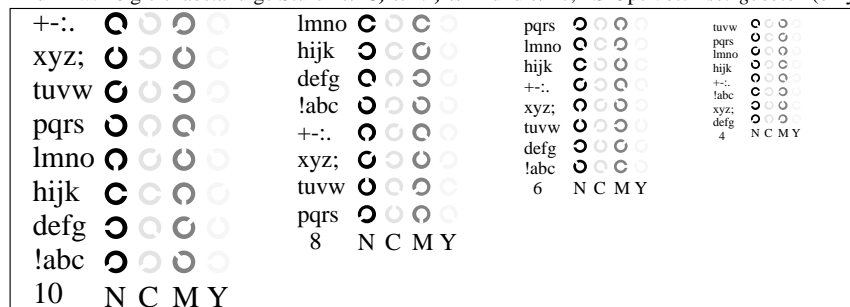 +-:.
xyz;
tuvw
pqrs
lmno
hijk
defg
!abc
10 N C M Y
lmno
hijk
defg
!abc
+-:.
xyz;
tuvw
pqrs
8 N C M Y
pqrs
lmno
hijk
+-:.
xyz;
tuvw
defg
!abc
6 N C M Y
tuvw
pqrs
lmno
hijk
+-:.
!abc
xyz;
defg
4 N C M Y